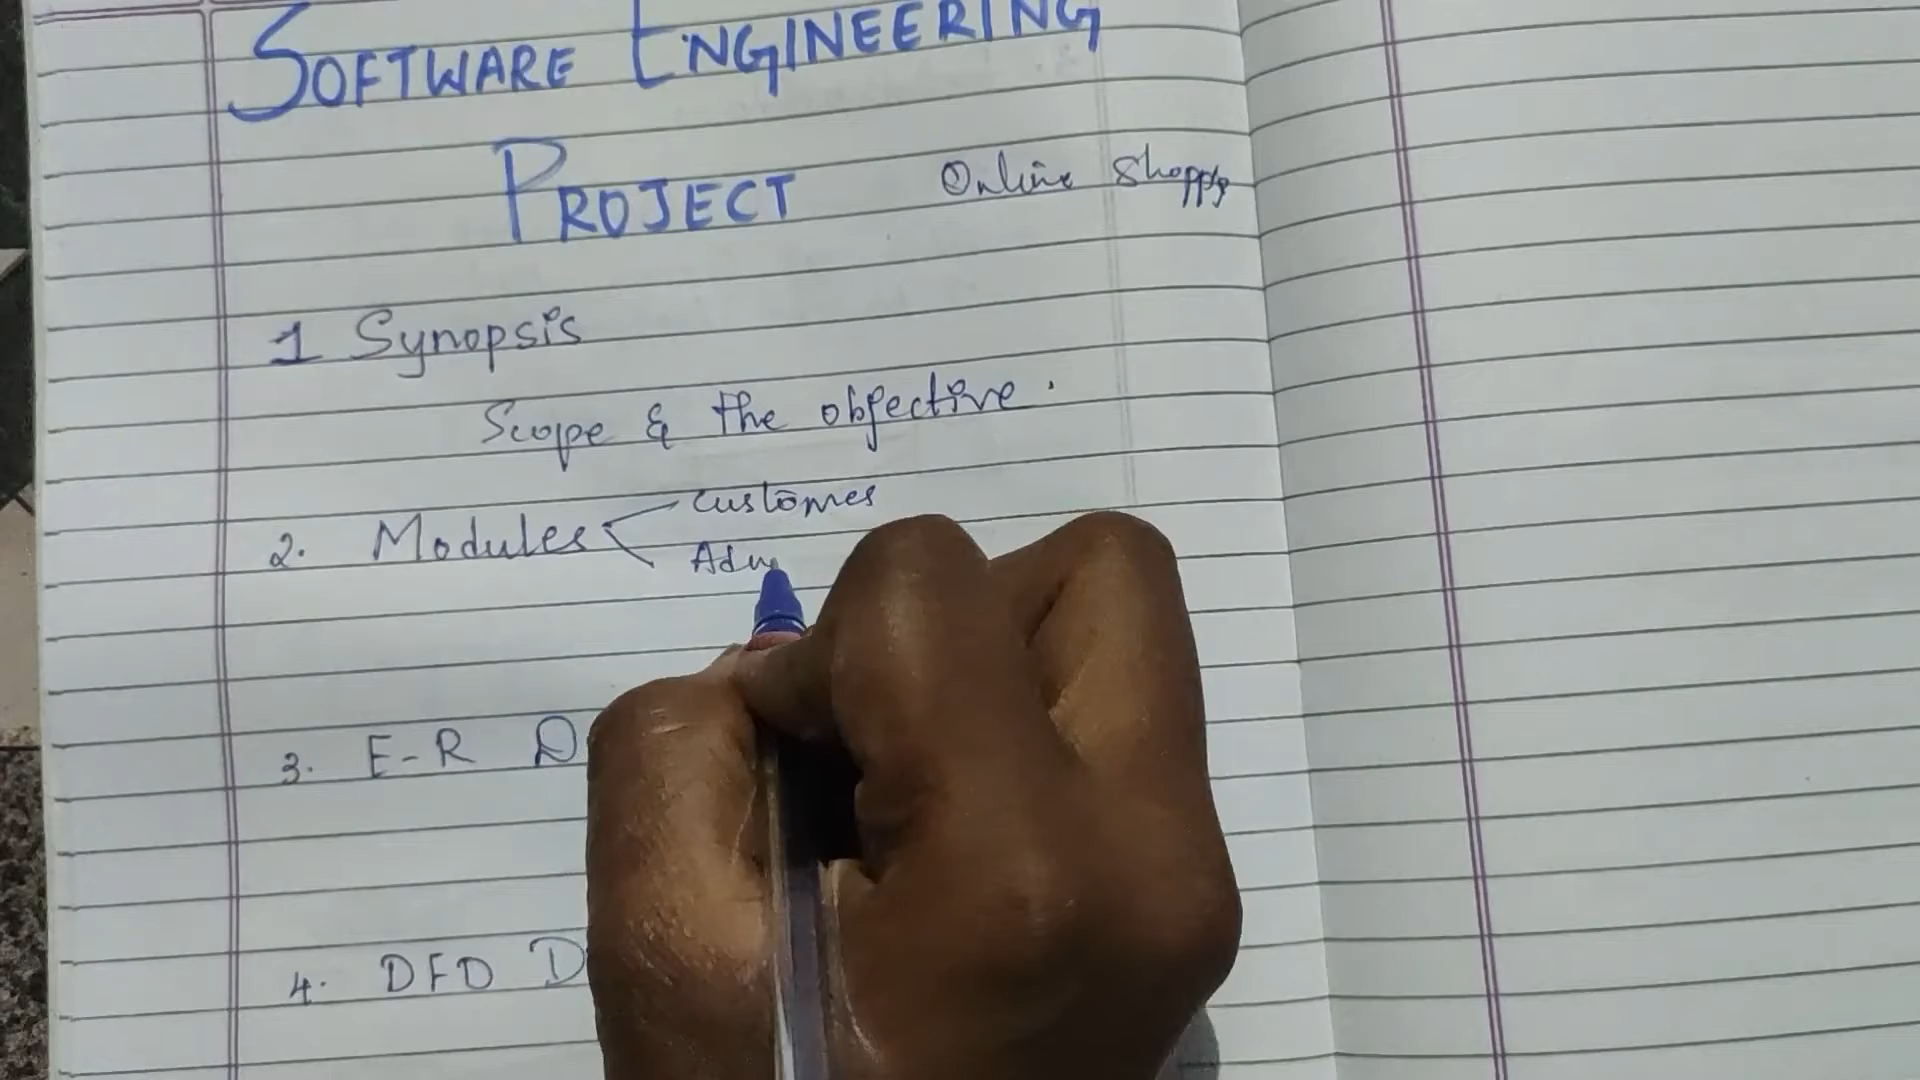 SOFTWARE ENGINEERING
PROJECT Online Shopping
1 Synopsis
Scope & the objective.
2. Modules
customer
Adm
3. E-R D
4. DFD D